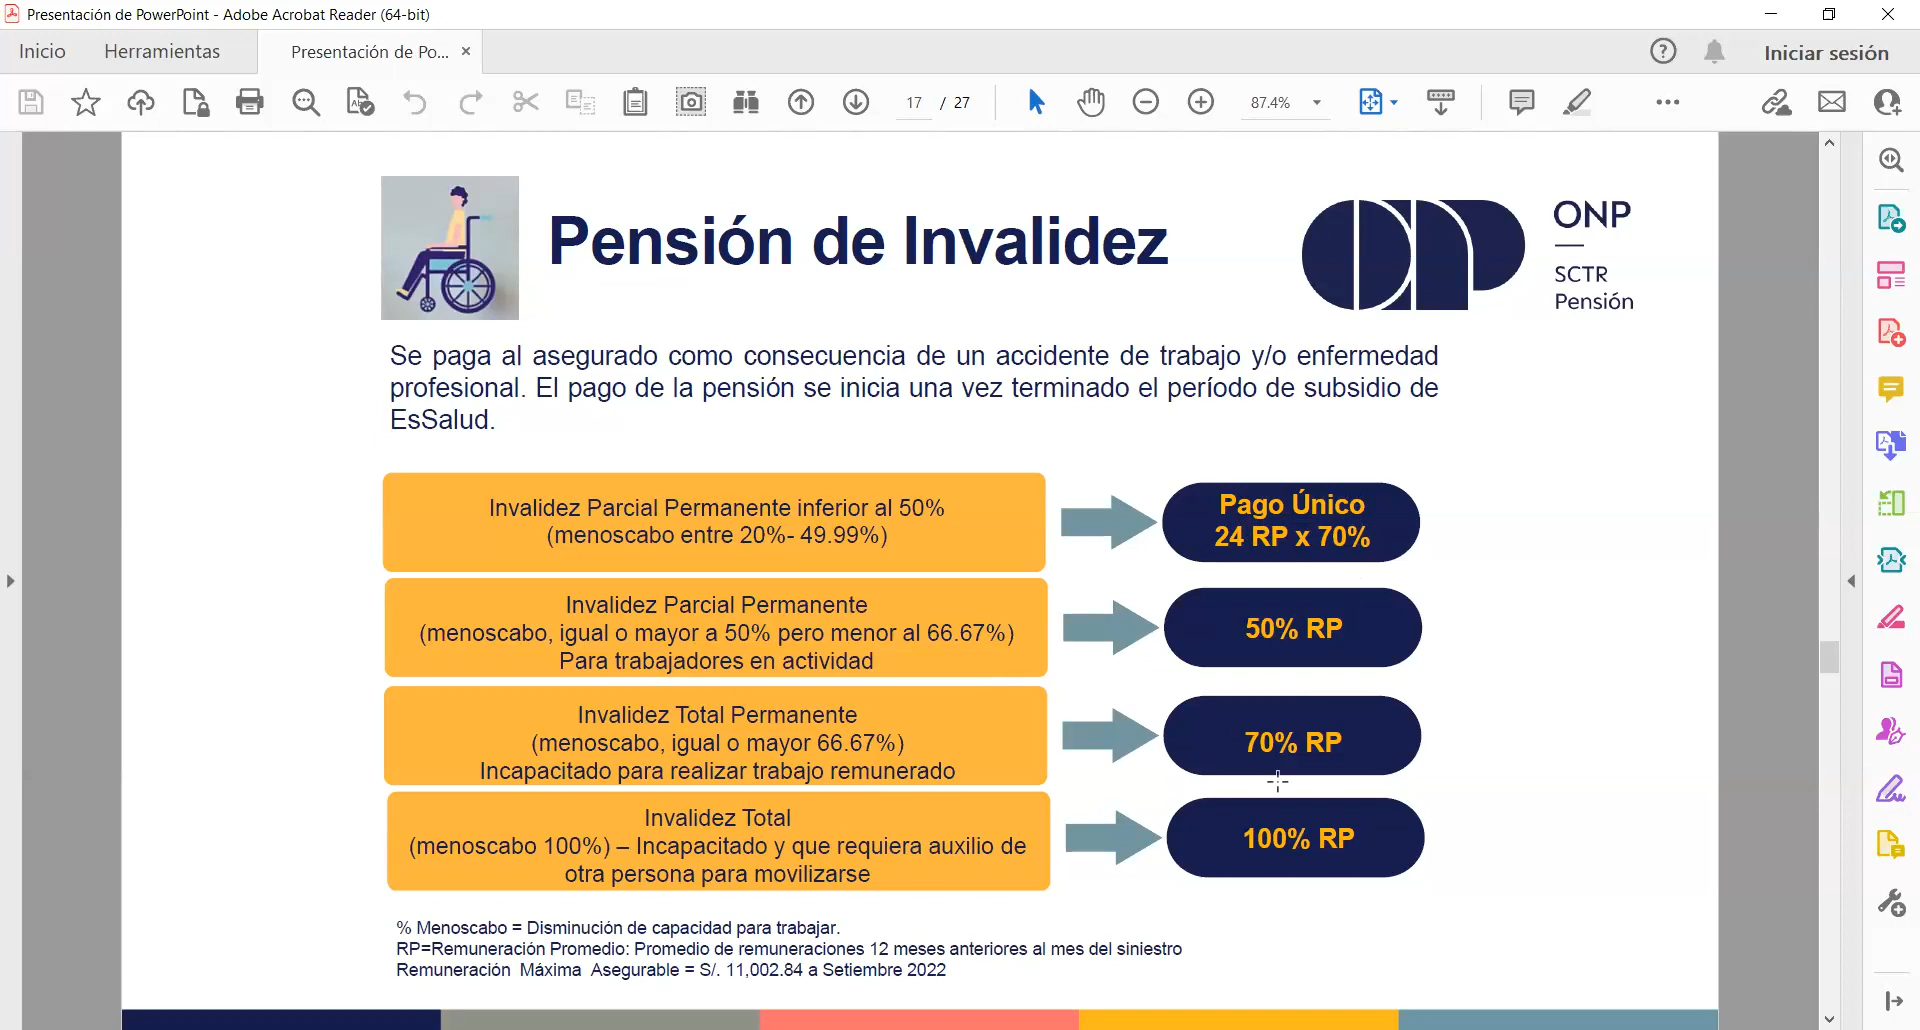 Presentación de PowerPoint - Adobe Acrobat Reader (64-bit)
Inicio
Herramientas
Presentación de Po...
Iniciar sesión
17 / 27
87.4%
Pensión de Invalidez
ONP
SCTR
Pensión
Se paga al asegurado como consecuencia de un accidente de trabajo y/o enfermedad
profesional. El pago de la pensión se inicia una vez terminado el período de subsidio de
EsSalud.
Invalidez Parcial Permanente inferior al 50%
(menoscabo entre 20%- 49.99%)
Pago Único
24 RP x 70%
Invalidez Parcial Permanente
(menoscabo, igual o mayor a 50% pero menor al 66.67%)
Para trabajadores en actividad
50% RP
Invalidez Total Permanente
(menoscabo, igual o mayor 66.67%)
Incapacitado para realizar trabajo remunerado
70% RP
Invalidez Total
(menoscabo 100%) – Incapacitado y que requiera auxilio de
otra persona para movilizarse
100% RP
% Menoscabo = Disminución de capacidad para trabajar.
RP=Remuneración Promedio: Promedio de remuneraciones 12 meses anteriores al mes del siniestro
Remuneración Máxima Asegurable = S/. 11,002.84 a Setiembre 2022